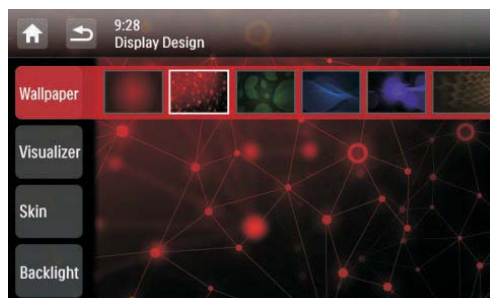 9:28
Display Design
Wallpaper
Visualizer
Skin
Backlight